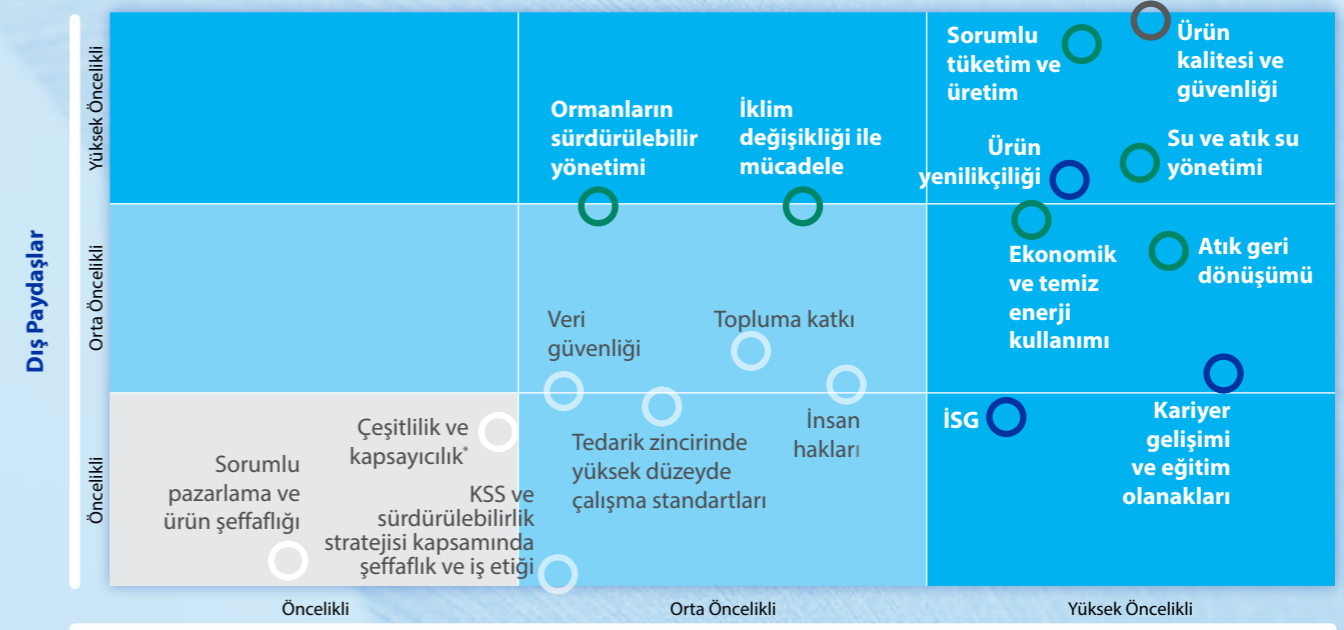 Dış Paydaşlar
Yüksek Öncelikli
Orta Öncelikli
Öncelikli
Sorumlu
tüketim ve
üretim
Ürün
kalitesi ve
güvenliği
Ormanların
sürdürülebilir
yönetimi
İklim
değişikliği ile
mücadele
Ürün
yenilikçiliği
Su ve atık su
yönetimi
Ekonomik
ve temiz
enerji
kullanımı
Atık geri
dönüşümü
Veri
güvenliği
Topluma katkı
Çeşitlilik ve
kapsayıcılık*
Tedarik zincirinde
yüksek düzeyde
çalışma standartları
İnsan
hakları
İSG
Kariyer
gelişimi
ve eğitim
olanakları
Sorumlu
pazarlama ve
ürün şeffaflığı
KSS ve
sürdürülebilirlik
stratejisi kapsamında
şeffaflık ve iş etiği
Öncelikli
Orta Öncelikli
Yüksek Öncelikli